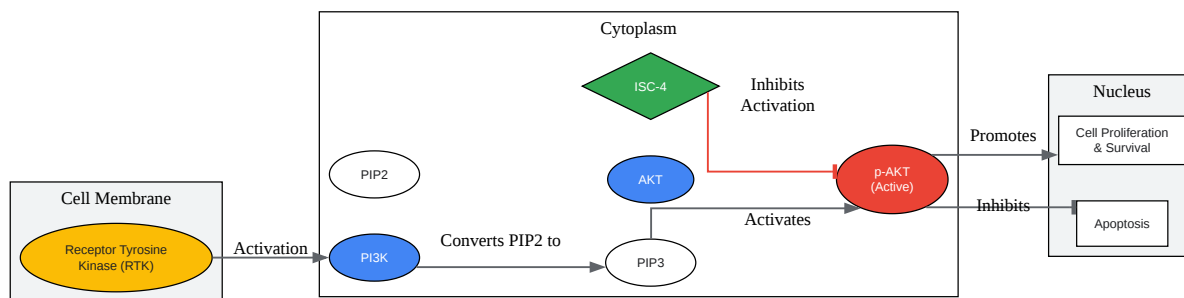 Cytoplasm
ISC-4
Inhibits
Activation
Nucleus
Promotes
Cell Proliferation
& Survival
PIP2
AKT
p-AKT
(Active)
Cell Membrane
Inhibits
Activates
Apoptosis
Receptor Tyrosine
Kinase (RTK)
Activation
PI3K
Converts PIP2 to
PIP3